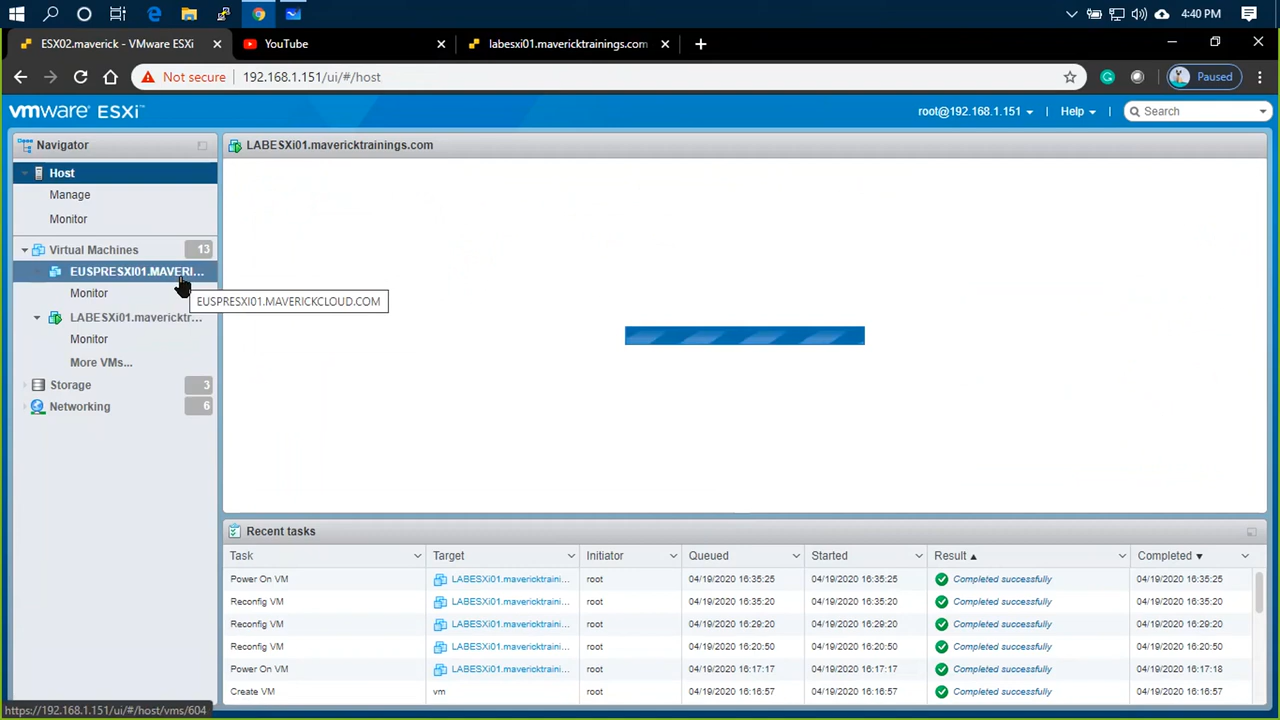 4:40 PM
ESX02.maverick - VMware ESXi
YouTube
labesxi01.mavericktrainings.com
Not secure
192.168.1.151/ui/#/host
Paused
vmware ESXi™
root@192.168.1.151
Help
Search
Navigator
LABESXi01.mavericktrainings.com
Host
Manage
Monitor
Virtual Machines 13
EUSPRESXI01.MAVERI...
Monitor
EUSPRESXI01.MAVERICKCLOUD.COM
LABESXi01.mavericktr...
Monitor
More VMs...
Storage 3
Networking 6
Recent tasks
Task Target Initiator Queued Started Result Completed
Power On VM LABESXi01.mavericktraini... root 04/19/2020 16:35:25 04/19/2020 16:35:25 Completed successfully 04/19/2020 16:35:25
Reconfig VM LABESXi01.mavericktraini... root 04/19/2020 16:35:20 04/19/2020 16:35:20 Completed successfully 04/19/2020 16:35:20
Reconfig VM LABESXi01.mavericktraini... root 04/19/2020 16:29:20 04/19/2020 16:29:20 Completed successfully 04/19/2020 16:29:20
Reconfig VM LABESXi01.mavericktraini... root 04/19/2020 16:20:50 04/19/2020 16:20:50 Completed successfully 04/19/2020 16:20:50
Power On VM LABESXi01.mavericktraini... root 04/19/2020 16:17:17 04/19/2020 16:17:17 Completed successfully 04/19/2020 16:17:18
Create VM vm root 04/19/2020 16:16:57 04/19/2020 16:16:57 Completed successfully 04/19/2020 16:16:57
https://192.168.1.151/ui/#/host/vms/604